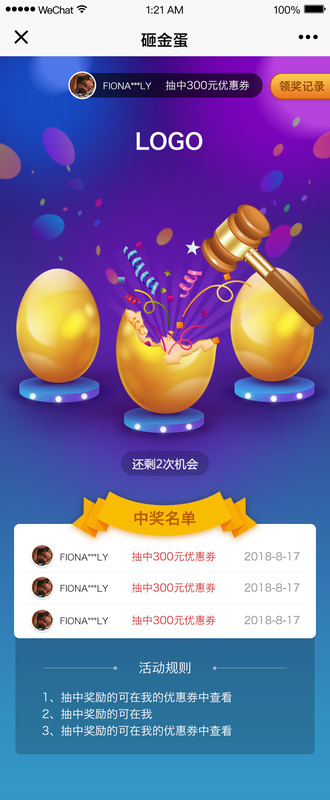 WeChat 1:21 AM 100%
砸金蛋
FIONA***LY 抽中300元优惠券 领奖记录
LOGO
还剩2次机会
中奖名单
FIONA***LY 抽中300元优惠券 2018-8-17
FIONA***LY 抽中300元优惠券 2018-8-17
FIONA***LY 抽中300元优惠券 2018-8-17
活动规则
1、抽中奖励的可在我的优惠券中查看
2、抽中奖励的可在我
3、抽中奖励的可在我的优惠券中查看